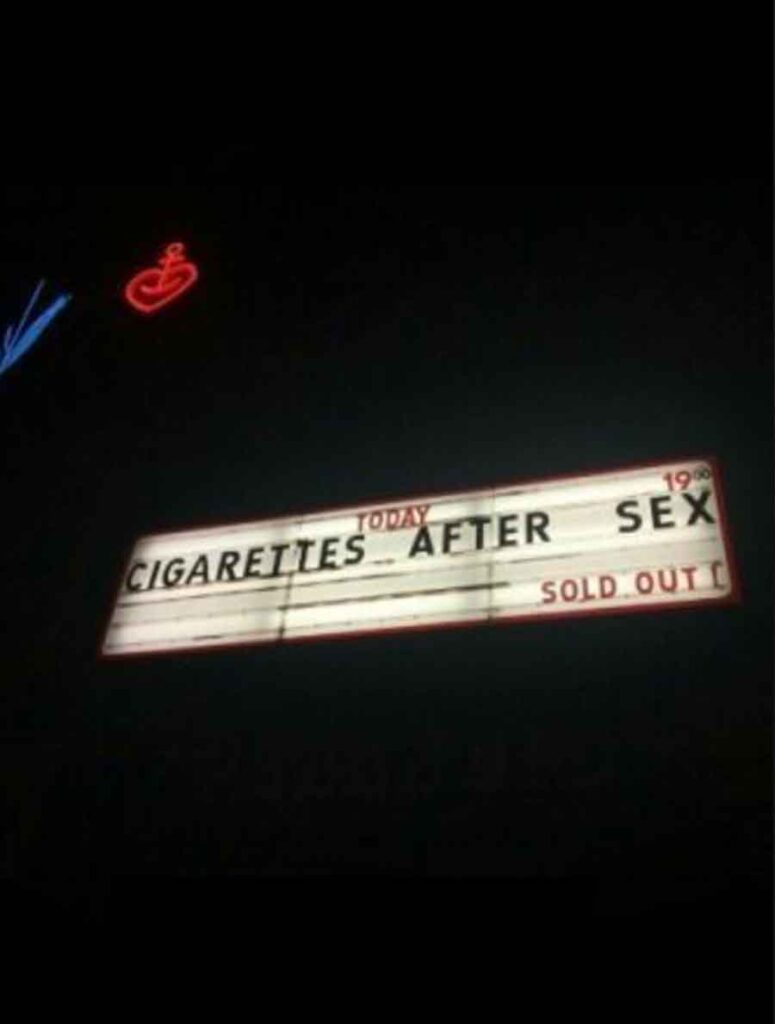 TODAY 19⁰⁰
CIGARETTES AFTER SEX
SOLD OUT